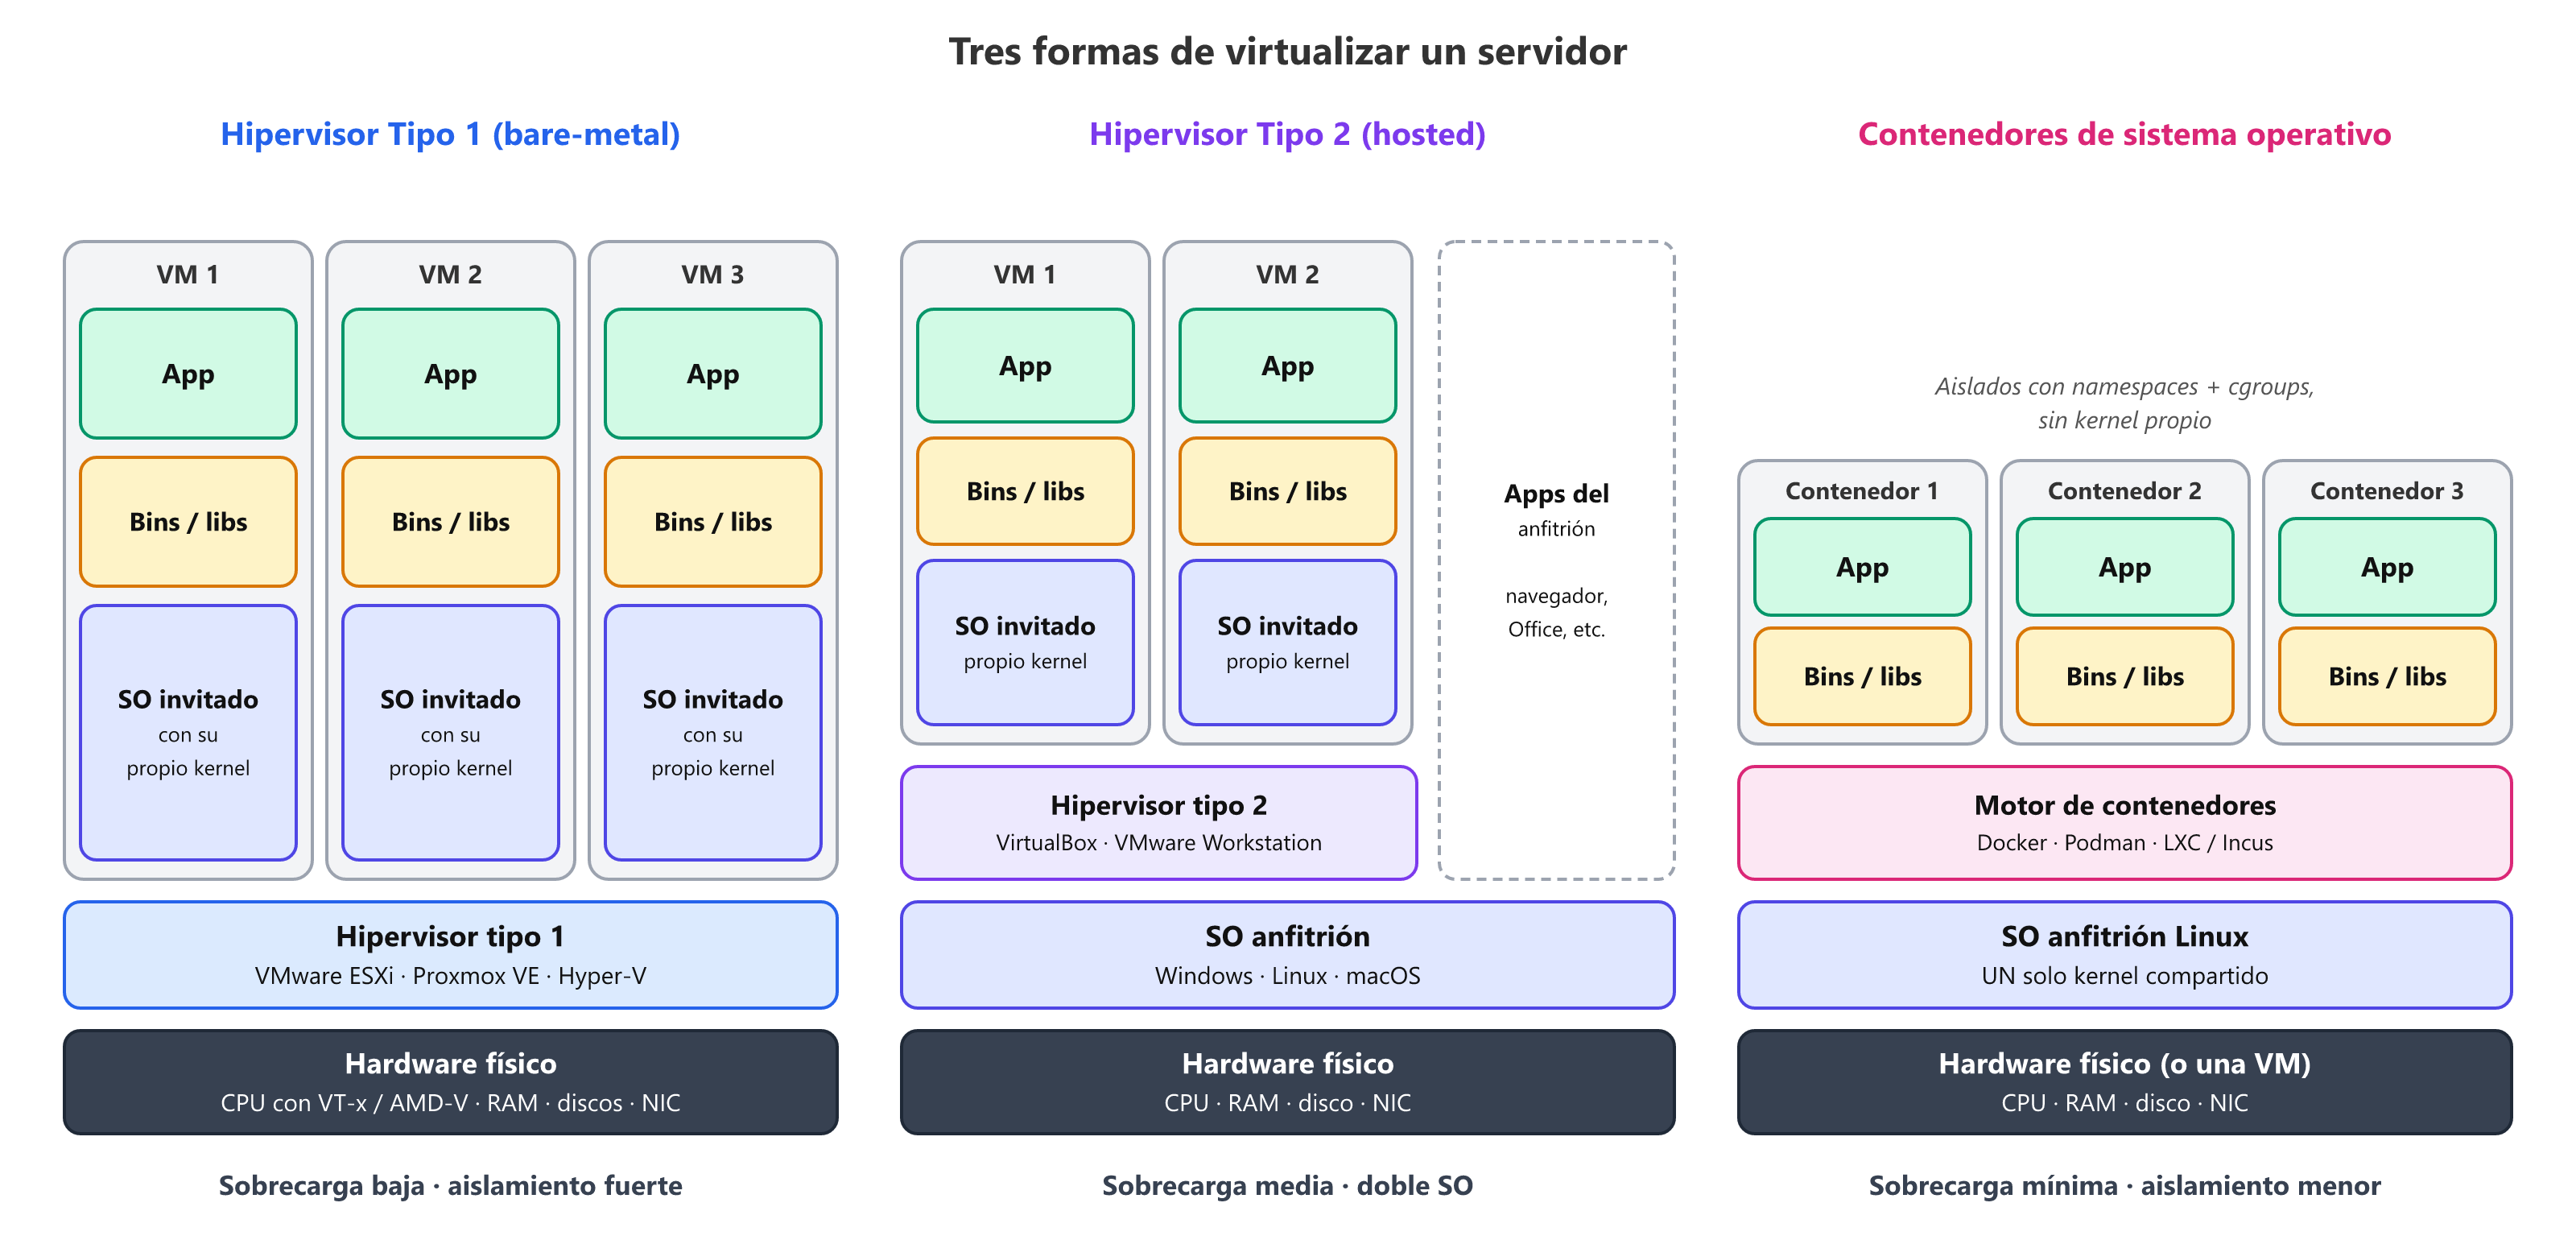 Tres formas de virtualizar un servidor
Hipervisor Tipo 1 (bare-metal)
VM 1
App
Bins / libs
SO invitado
con su
propio kernel
VM 2
App
Bins / libs
SO invitado
con su
propio kernel
VM 3
App
Bins / libs
SO invitado
con su
propio kernel
Hipervisor tipo 1
VMware ESXi · Proxmox VE · Hyper-V
Hardware físico
CPU con VT-x / AMD-V · RAM · discos · NIC
Sobrecarga baja · aislamiento fuerte
Hipervisor Tipo 2 (hosted)
VM 1
App
Bins / libs
SO invitado
propio kernel
VM 2
App
Bins / libs
SO invitado
propio kernel
Apps del
anfitrión
navegador,
Office, etc.
Hipervisor tipo 2
VirtualBox · VMware Workstation
SO anfitrión
Windows · Linux · macOS
Hardware físico
CPU · RAM · disco · NIC
Sobrecarga media · doble SO
Contenedores de sistema operativo
Aislados con namespaces + cgroups,
sin kernel propio
Contenedor 1
App
Bins / libs
Contenedor 2
App
Bins / libs
Contenedor 3
App
Bins / libs
Motor de contenedores
Docker · Podman · LXC / Incus
SO anfitrión Linux
UN solo kernel compartido
Hardware físico (o una VM)
CPU · RAM · disco · NIC
Sobrecarga mínima · aislamiento menor